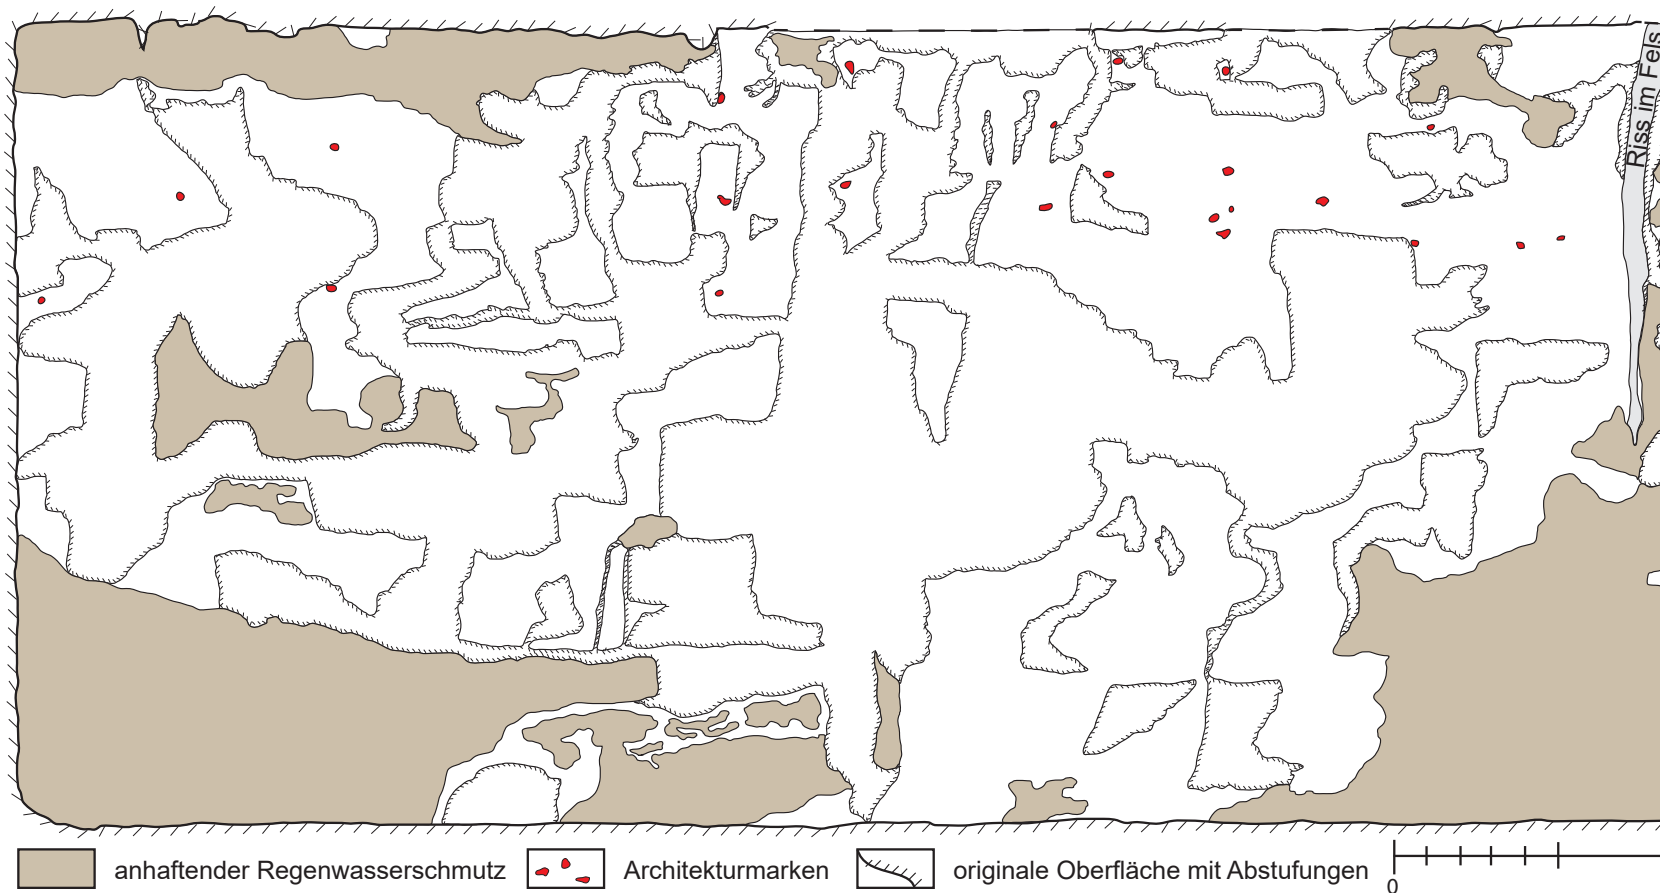 Riss im Fels
anhaftender Regenwasserschmutz
Architekturmarken
originale Oberfläche mit Abstufungen
0